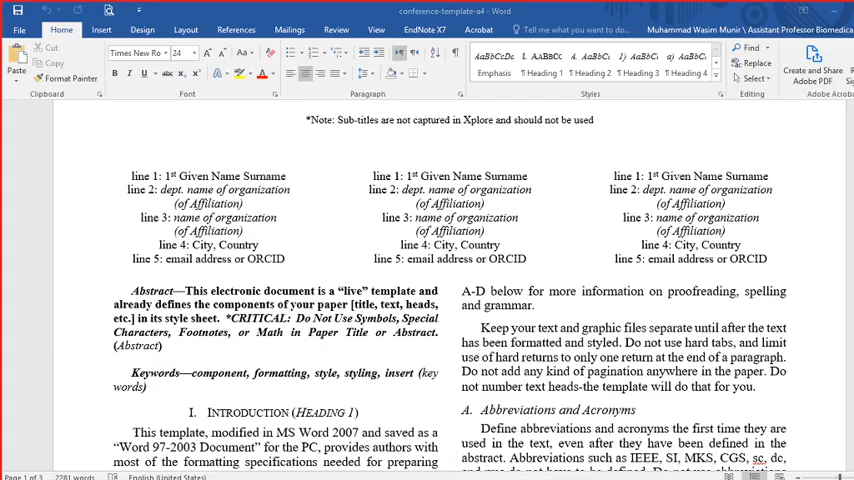 conference-template-a4 - Word
File Home Insert Design Layout References Mailings Review View EndNote X7 Acrobat Tell me what you want to do... Muhammad Wasim Munir \ Assistant Professor Biomedica
Paste
Cut
Copy
Format Painter
Clipboard
Times New Ro 24
Font
Paragraph
AaBbCcDc I. AABBC A. AaBbC 1) AaBbC a) AaBbC
Emphasis ¶ Heading 1 ¶ Heading 2 ¶ Heading 3 ¶ Heading 4
Styles
Find
Replace
Select
Editing
Create and Share
Adobe PDF
Adobe Acroba
*Note: Sub-titles are not captured in Xplore and should not be used
line 1: 1st Given Name Surname
line 2: dept. name of organization
(of Affiliation)
line 3: name of organization
(of Affiliation)
line 4: City, Country
line 5: email address or ORCID
line 1: 1st Given Name Surname
line 2: dept. name of organization
(of Affiliation)
line 3: name of organization
(of Affiliation)
line 4: City, Country
line 5: email address or ORCID
line 1: 1st Given Name Surname
line 2: dept. name of organization
(of Affiliation)
line 3: name of organization
(of Affiliation)
line 4: City, Country
line 5: email address or ORCID
Abstract—This electronic document is a “live” template and
already defines the components of your paper [title, text, heads,
etc.] in its style sheet. *CRITICAL: Do Not Use Symbols, Special
Characters, Footnotes, or Math in Paper Title or Abstract.
(Abstract)
Keywords—component, formatting, style, styling, insert (key
words)
I. INTRODUCTION (HEADING 1)
This template, modified in MS Word 2007 and saved as a
“Word 97-2003 Document” for the PC, provides authors with
most of the formatting specifications needed for preparing
A-D below for more information on proofreading, spelling
and grammar.
Keep your text and graphic files separate until after the text
has been formatted and styled. Do not use hard tabs, and limit
use of hard returns to only one return at the end of a paragraph.
Do not add any kind of pagination anywhere in the paper. Do
not number text heads-the template will do that for you.
A. Abbreviations and Acronyms
Define abbreviations and acronyms the first time they are
used in the text, even after they have been defined in the
abstract. Abbreviations such as IEEE, SI, MKS, CGS, sc, dc,
Page 1 of 3 2281 words